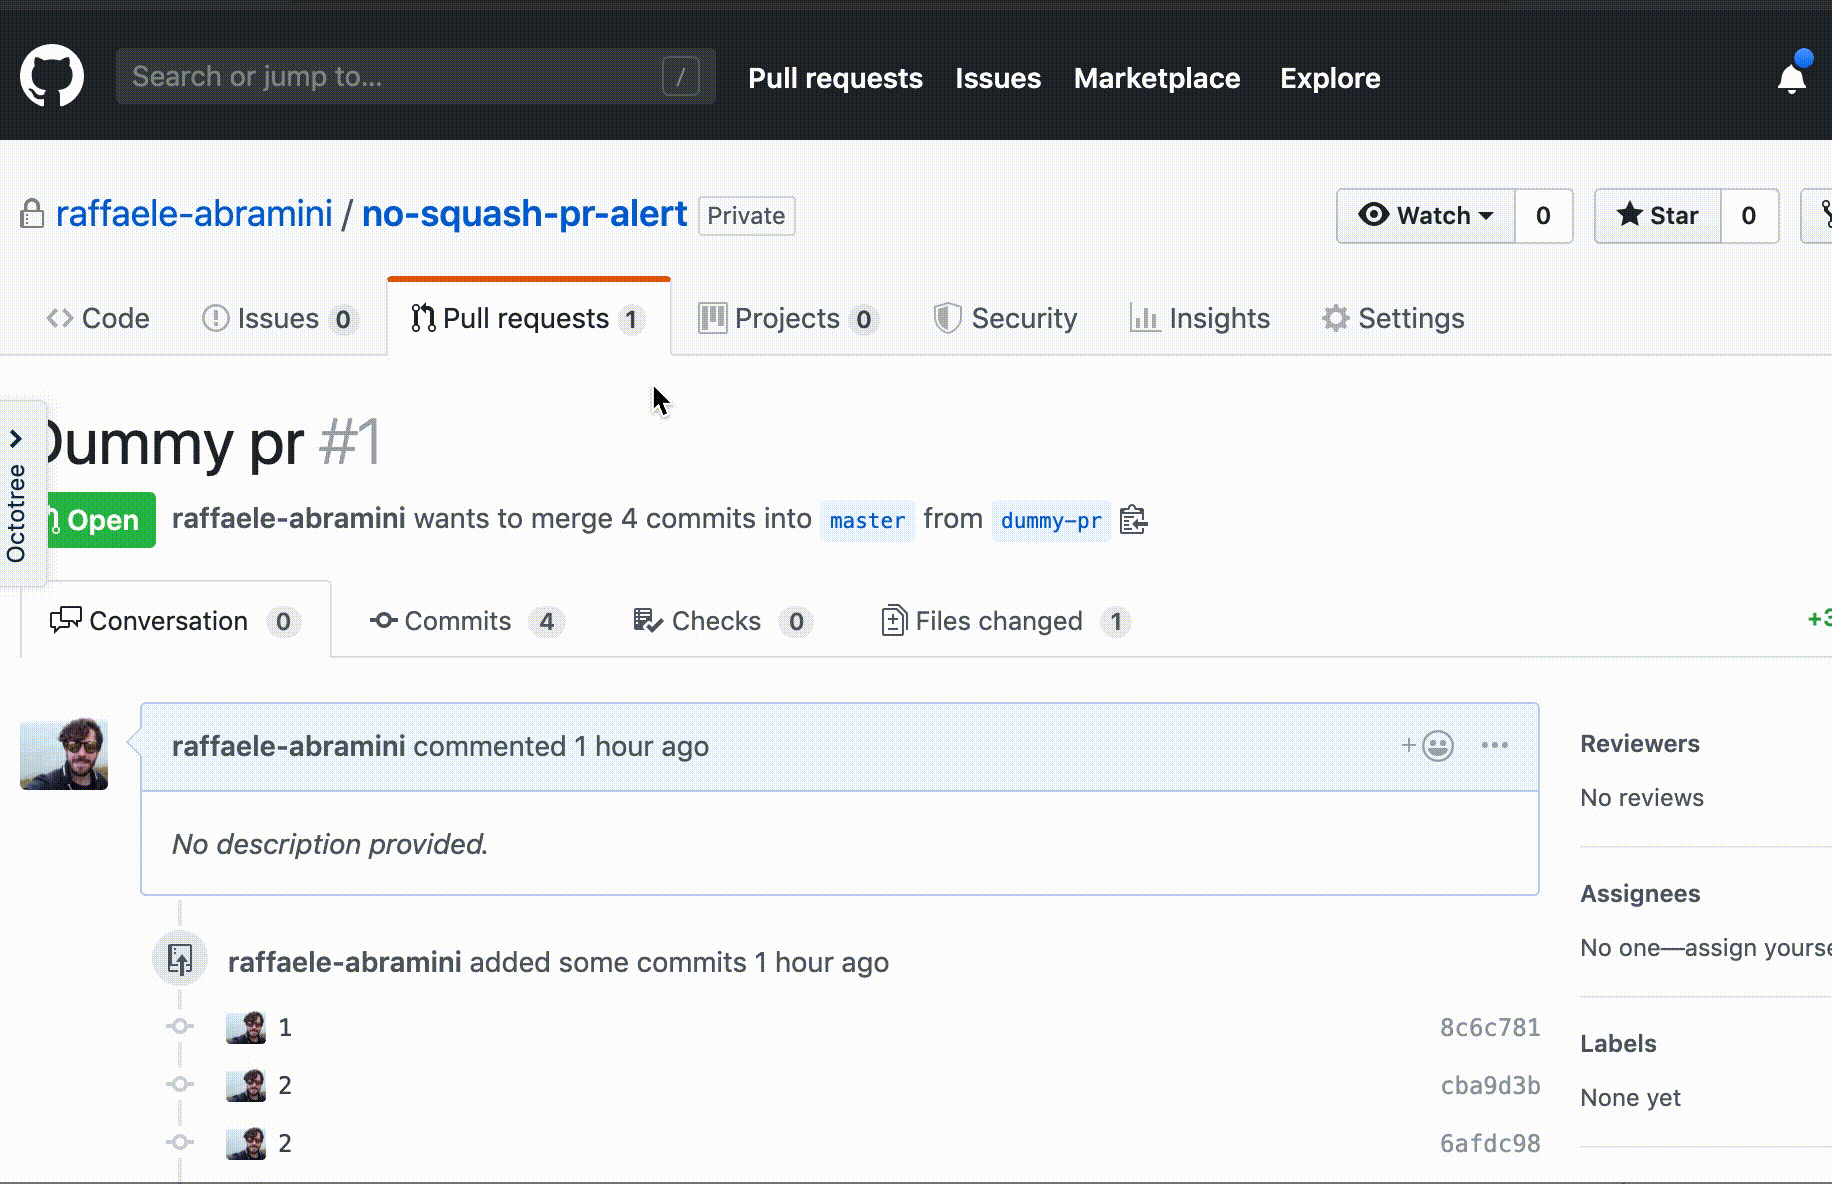 Search or jump to... / Pull requests Issues Marketplace Explore
raffaele-abramini / no-squash-pr-alert Private Watch 0 Star 0
Code Issues 0 Pull requests 1 Projects 0 Security Insights Settings
Dummy pr #1
Octotree
Open raffaele-abramini wants to merge 4 commits into master from dummy-pr
Conversation 0 Commits 4 Checks 0 Files changed 1 +3
raffaele-abramini commented 1 hour ago
No description provided.
Reviewers
No reviews
Assignees
No one—assign yourse
raffaele-abramini added some commits 1 hour ago
1 8c6c781
2 cba9d3b
2 6afdc98
Labels
None yet